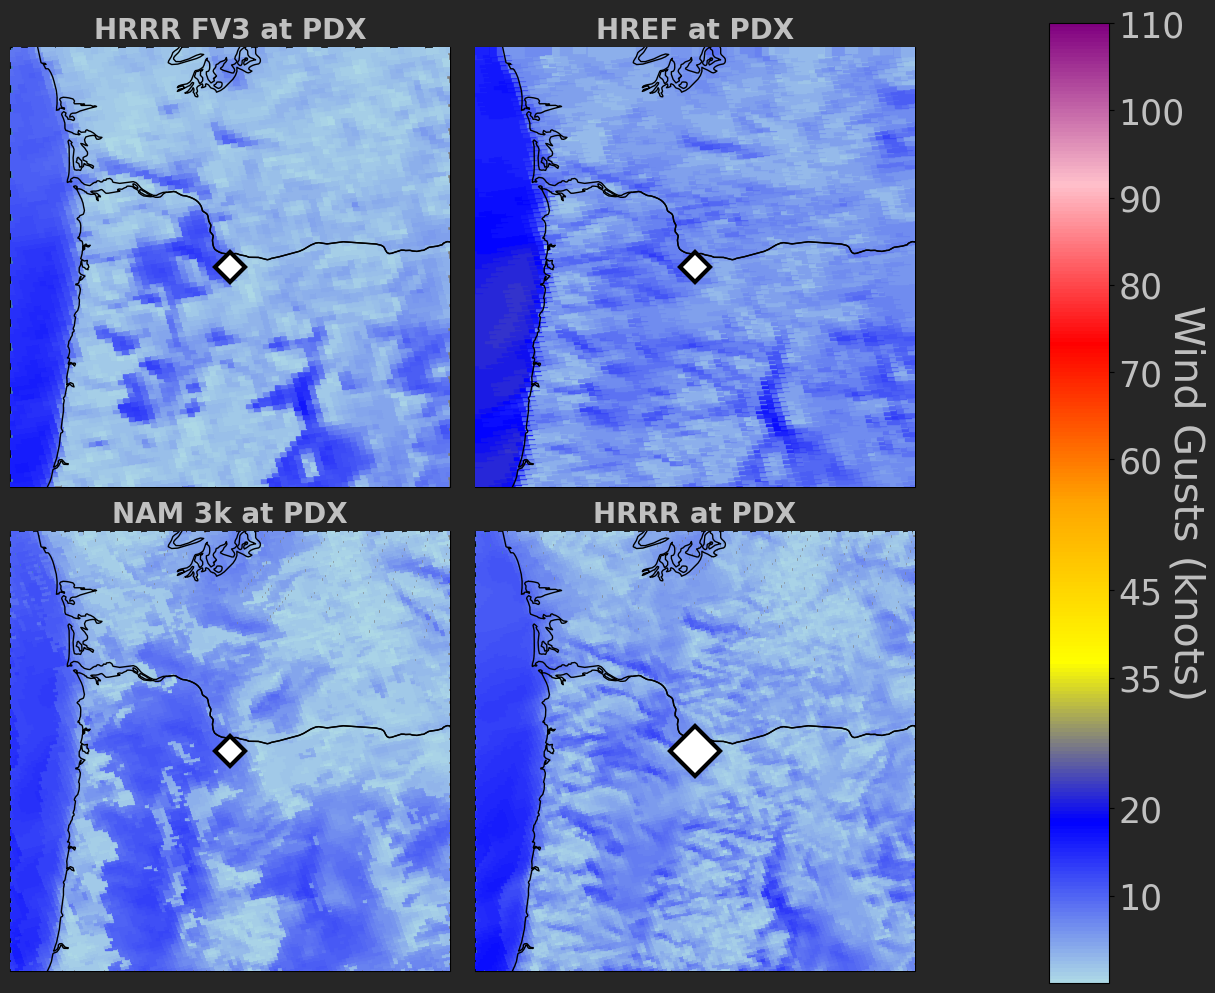 HRRR FV3 at PDX
HREF at PDX
NAM 3k at PDX
HRRR at PDX
110
100
90
80
70
60
45
35
20
10
Wind Gusts (knots)